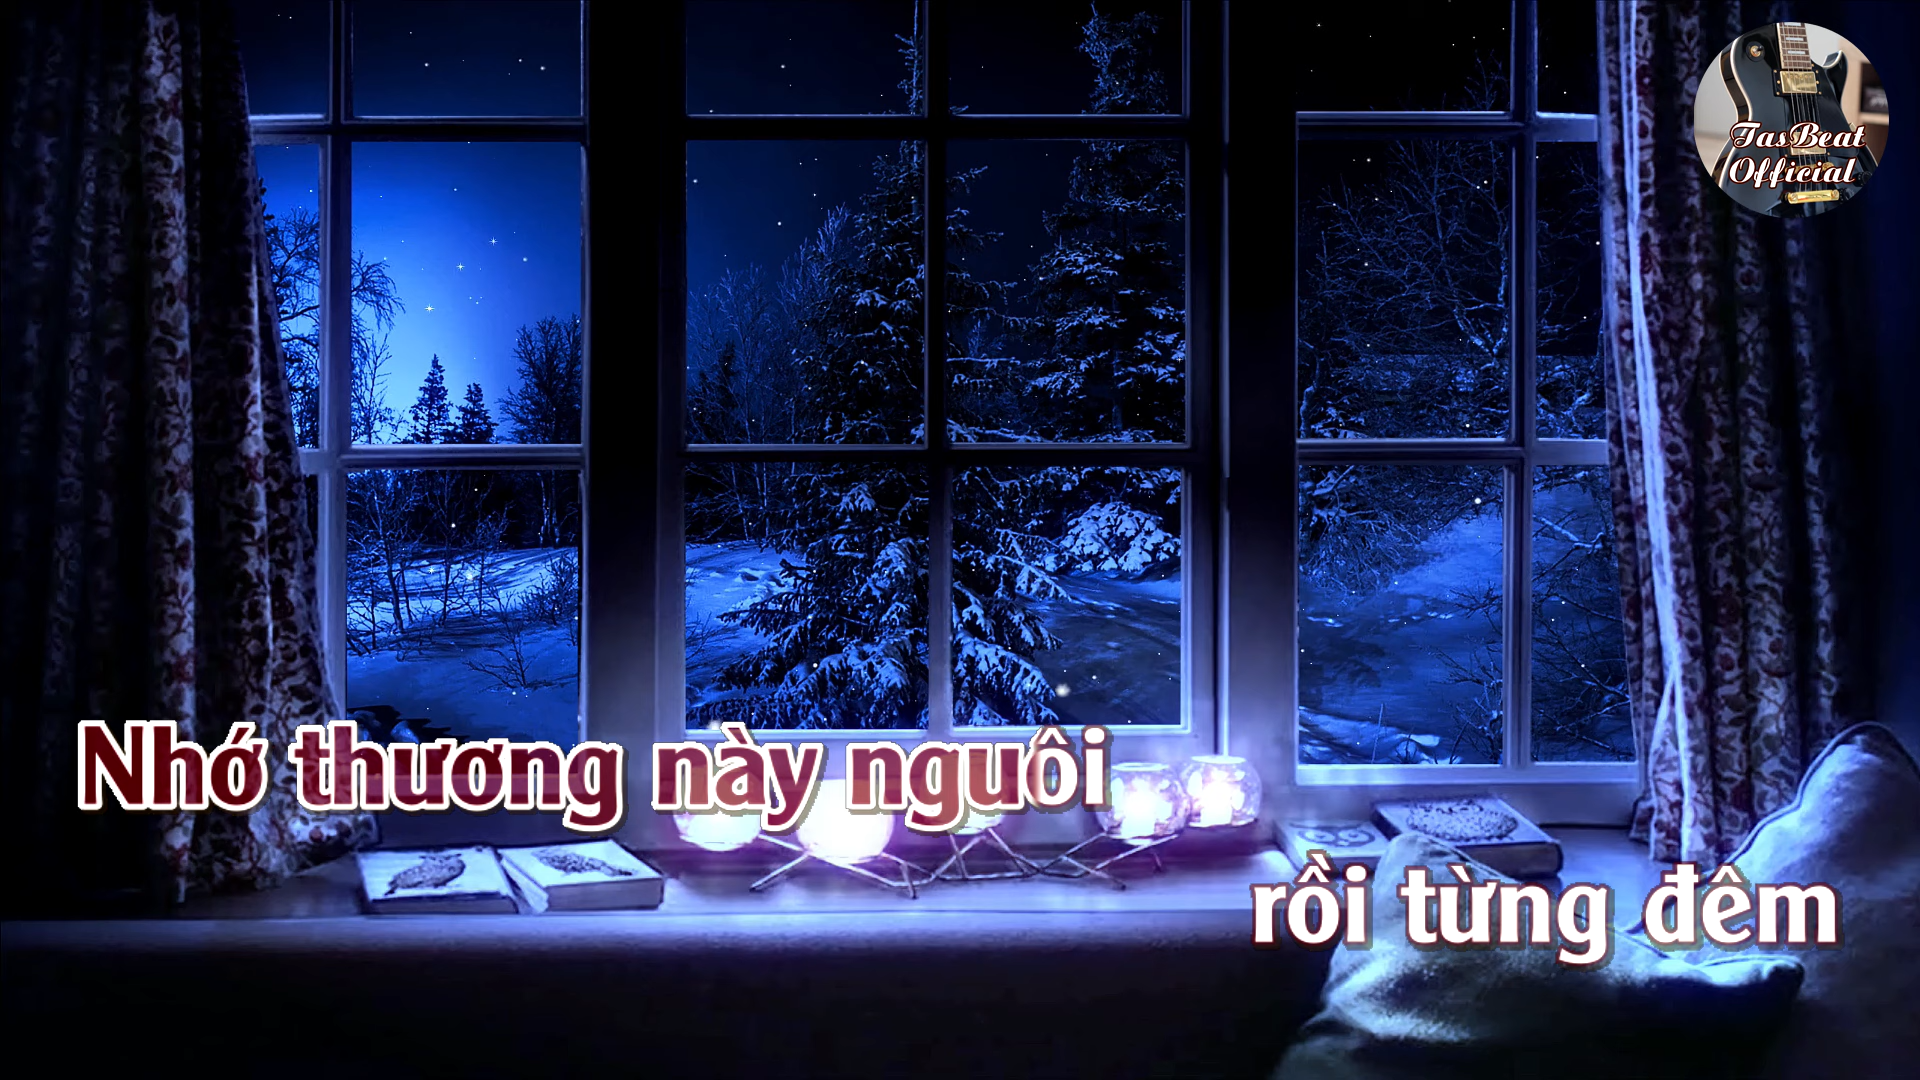 TasBeat
Official
Nhớ thương này nguôi
rồi từng đêm